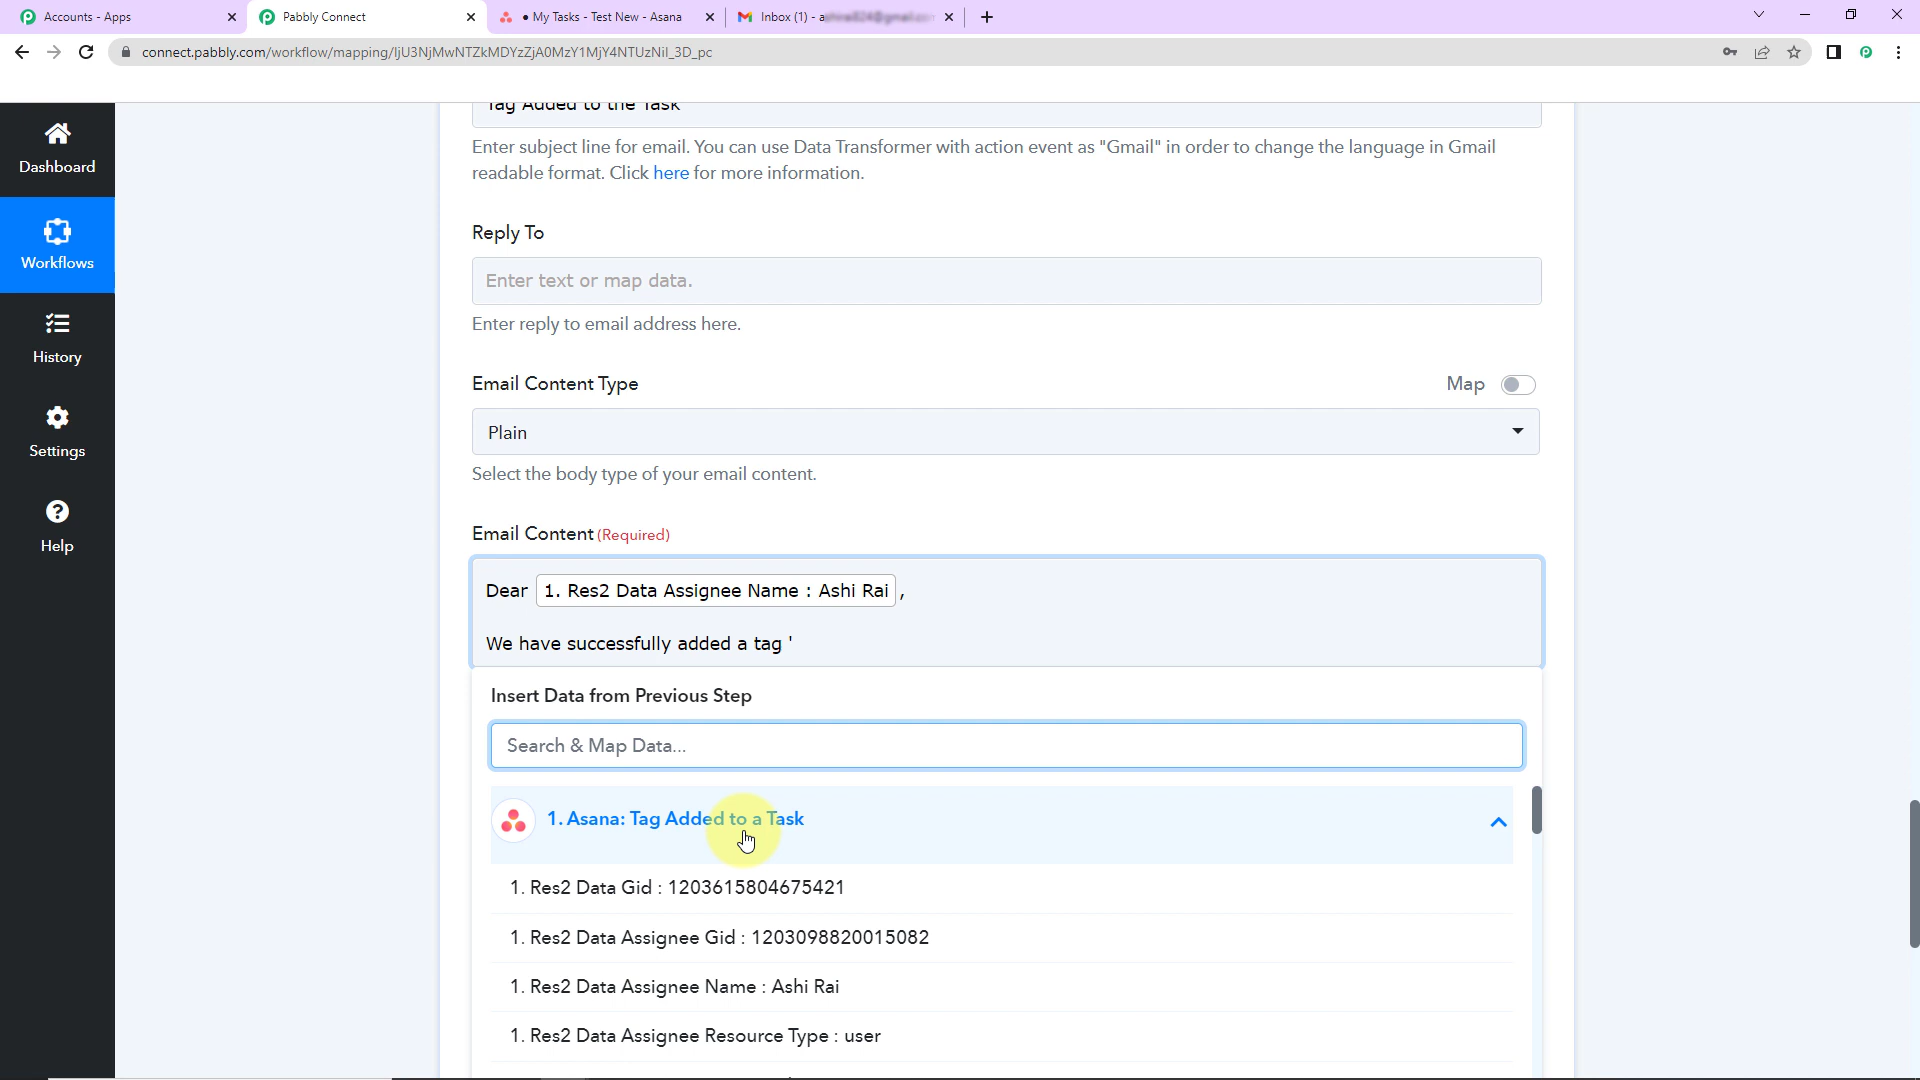 Accounts - Apps
Pabbly Connect
• My Tasks - Test New - Asana
Inbox (1) - a
connect.pabbly.com/workflow/mapping/IjU3NjMwNTZkMDYzZjA0MzY1MjY4NTUzNiI_3D_pc
Dashboard
Workflows
History
Settings
Help
Tag Added to the Task
Enter subject line for email. You can use Data Transformer with action event as "Gmail" in order to change the language in Gmail
readable format. Click here for more information.
Reply To
Enter text or map data.
Enter reply to email address here.
Email Content Type
Map
Plain
Select the body type of your email content.
Email Content (Required)
Dear 1. Res2 Data Assignee Name : Ashi Rai ,
We have successfully added a tag '
Insert Data from Previous Step
Search & Map Data...
1. Asana: Tag Added to a Task
1. Res2 Data Gid : 1203615804675421
1. Res2 Data Assignee Gid : 1203098820015082
1. Res2 Data Assignee Name : Ashi Rai
1. Res2 Data Assignee Resource Type : user